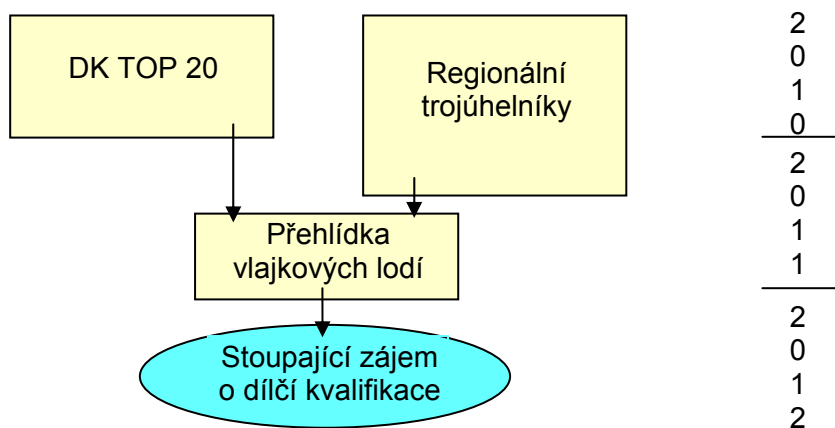 DK TOP 20
Regionální
trojúhelníky
Přehlídka
vlajkových lodí
Stoupající zájem
o dílčí kvalifikace
2
0
1
0
2
0
1
1
2
0
1
2